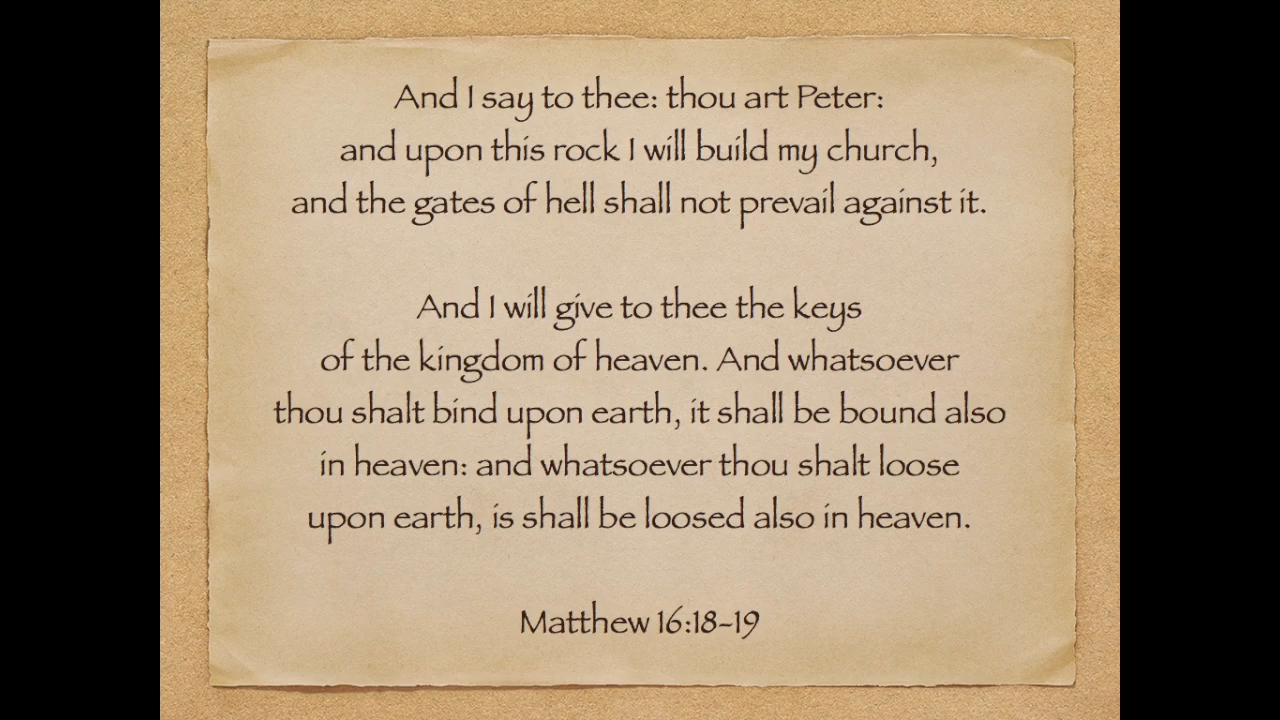 And I say to thee: thou art Peter:
and upon this rock I will build my church,
and the gates of hell shall not prevail against it.
And I will give to thee the keys
of the kingdom of heaven. And whatsoever
thou shalt bind upon earth, it shall be bound also
in heaven: and whatsoever thou shalt loose
upon earth, is shall be loosed also in heaven.
Matthew 16:18-19